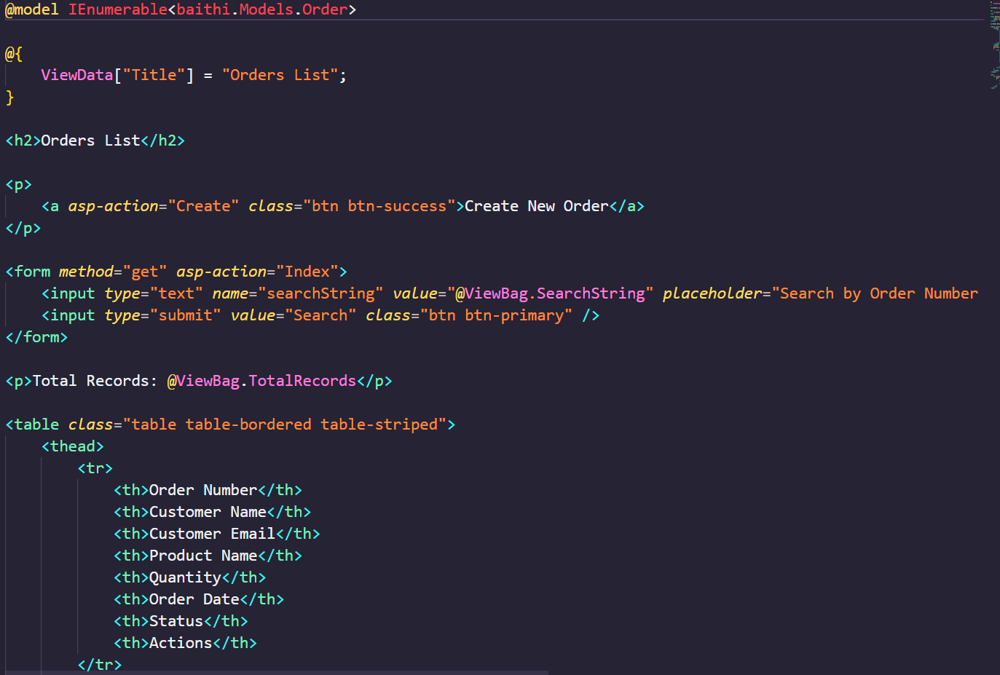 @model IEnumerable<baithi.Models.Order>
@{
    ViewData["Title"] = "Orders List";
}
<h2>Orders List</h2>
<p>
    <a asp-action="Create" class="btn btn-success">Create New Order</a>
</p>
<form method="get" asp-action="Index">
    <input type="text" name="searchString" value="@ViewBag.SearchString" placeholder="Search by Order Number
    <input type="submit" value="Search" class="btn btn-primary" />
</form>
<p>Total Records: @ViewBag.TotalRecords</p>
<table class="table table-bordered table-striped">
    <thead>
        <tr>
            <th>Order Number</th>
            <th>Customer Name</th>
            <th>Customer Email</th>
            <th>Product Name</th>
            <th>Quantity</th>
            <th>Order Date</th>
            <th>Status</th>
            <th>Actions</th>
        </tr>